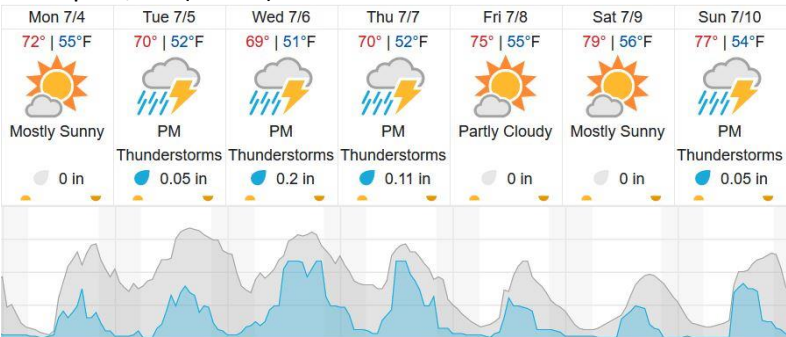 Mon 7/4 Tue 7/5 Wed 7/6 Thu 7/7 Fri 7/8 Sat 7/9 Sun 7/10
72° | 55°F 70° | 52°F 69° | 51°F 70° | 52°F 75° | 55°F 79° | 56°F 77° | 54°F
Mostly Sunny PM PM PM Partly Cloudy Mostly Sunny PM
Thunderstorms Thunderstorms Thunderstorms Thunderstorms
0 in 0.05 in 0.2 in 0.11 in 0 in 0 in 0.05 in